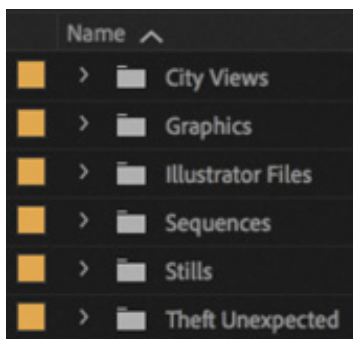 Name
City Views
Graphics
Illustrator Files
Sequences
Stills
Theft Unexpected